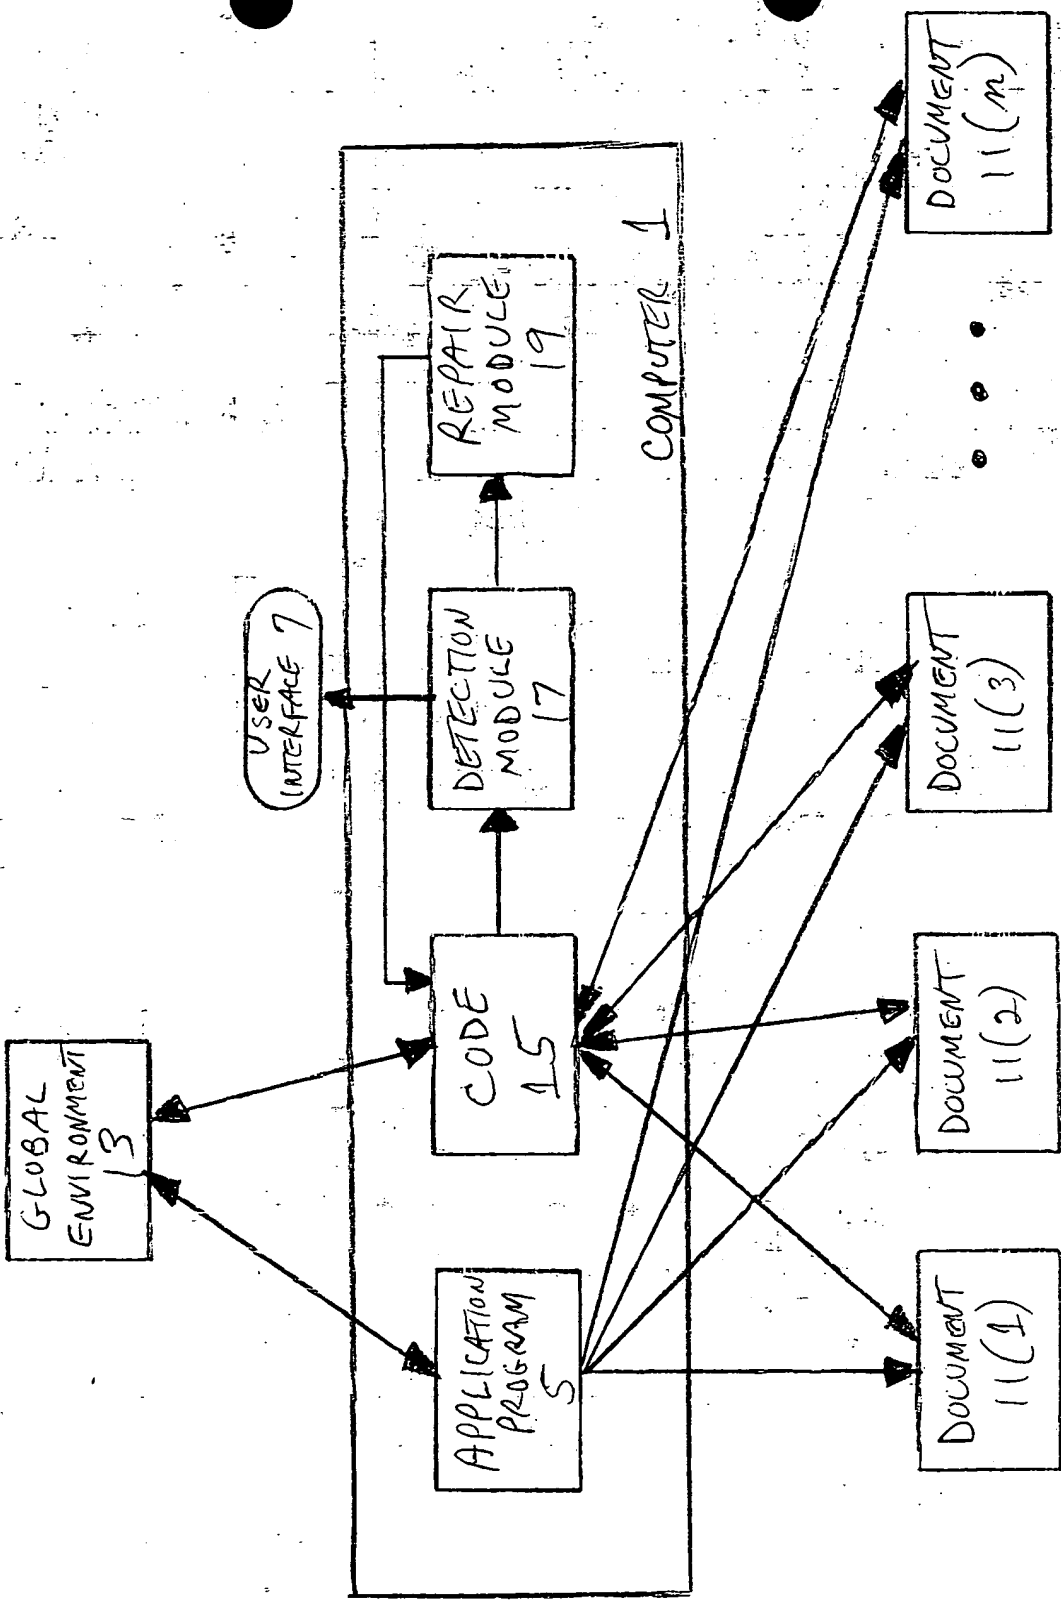 GLOBAL
ENVIRONMENT
13
USER
INTERFACE 7
APPLICATION
PROGRAM
5
CODE
15
DETECTION
MODULE
17
REPAIR
MODULE
19
COMPUTER 1
DOCUMENT
11(1)
DOCUMENT
11(2)
DOCUMENT
11(3)
• • •
DOCUMENT
11(n)